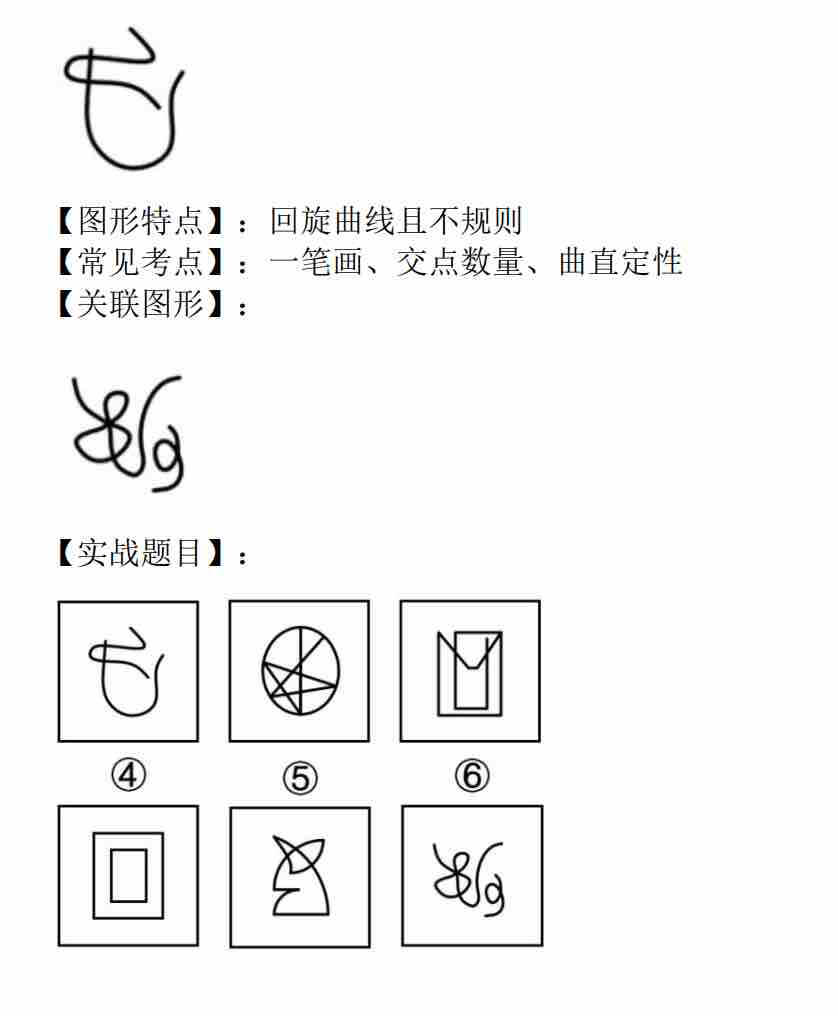 【图形特点】：回旋曲线且不规则
【常见考点】：一笔画、交点数量、曲直定性
【关联图形】：
【实战题目】：
④ ⑤ ⑥